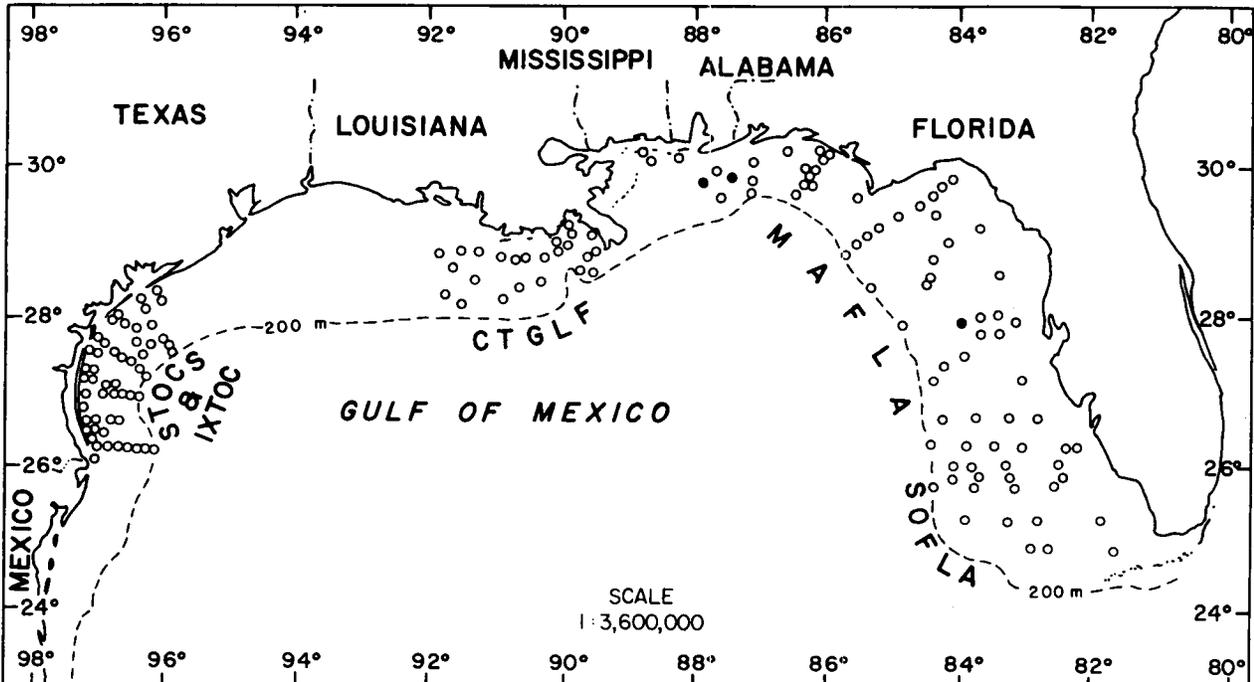 98° 96° 94° 92° 90° 88° 86° 84° 82° 80°
MISSISSIPPI ALABAMA
TEXAS LOUISIANA FLORIDA
30° 30°
MAFLA
28° 28°
200 m
CTGLF
STOCS
&
IXTOC
GULF OF MEXICO
26° 26°
SOFLA
MEXICO
200 m
SCALE
1:3,600,000
24° 24°
98° 96° 94° 92° 90° 88° 86° 84° 82° 80°